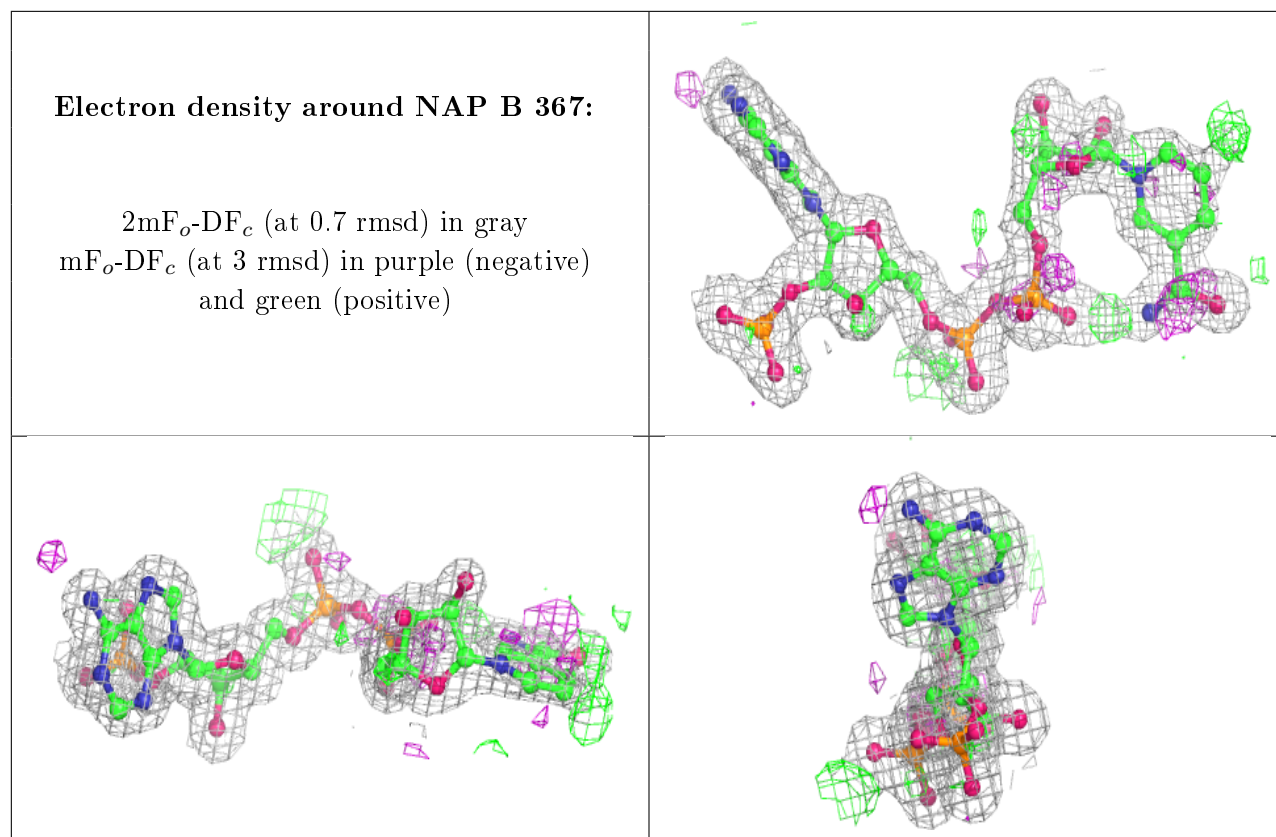 Electron density around NAP B 367:
2mFo-DFc (at 0.7 rmsd) in gray
mFo-DFc (at 3 rmsd) in purple (negative)
and green (positive)